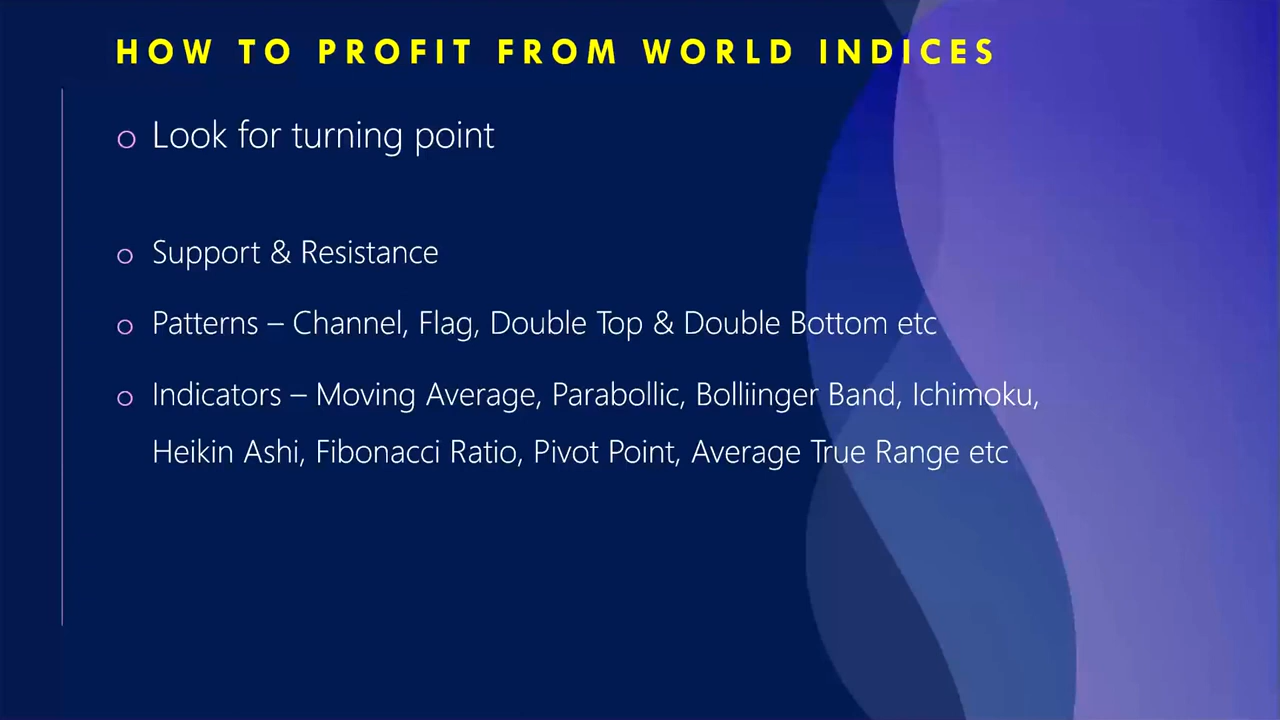 HOW TO PROFIT FROM WORLD INDICES
Look for turning point
Support & Resistance
Patterns – Channel, Flag, Double Top & Double Bottom etc
Indicators – Moving Average, Parabollic, Bolliinger Band, Ichimoku,
Heikin Ashi, Fibonacci Ratio, Pivot Point, Average True Range etc